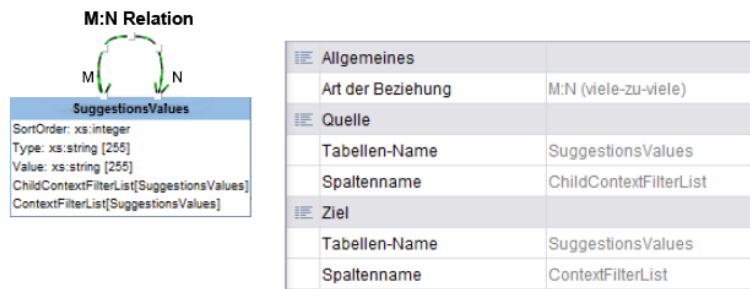 M:N Relation
M
N
SuggestionsValues
SortOrder: xs:integer
Type: xs:string [255]
Value: xs:string [255]
ChildContextFilterList[SuggestionsValues]
ContextFilterList[SuggestionsValues]
Allgemeines
Art der Beziehung M:N (viele-zu-viele)
Quelle
Tabellen-Name SuggestionsValues
Spaltenname ChildContextFilterList
Ziel
Tabellen-Name SuggestionsValues
Spaltenname ContextFilterList